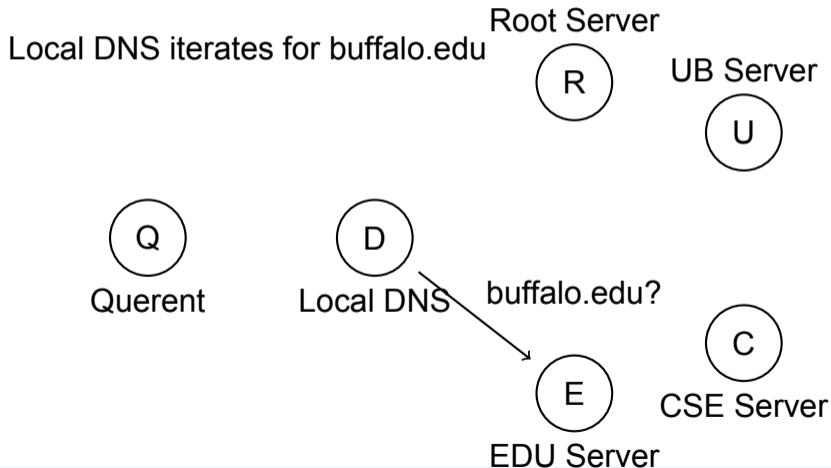 Root Server
Local DNS iterates for buffalo.edu
R
UB Server
U
Q
D
Querent
Local DNS
buffalo.edu?
C
E
CSE Server
EDU Server